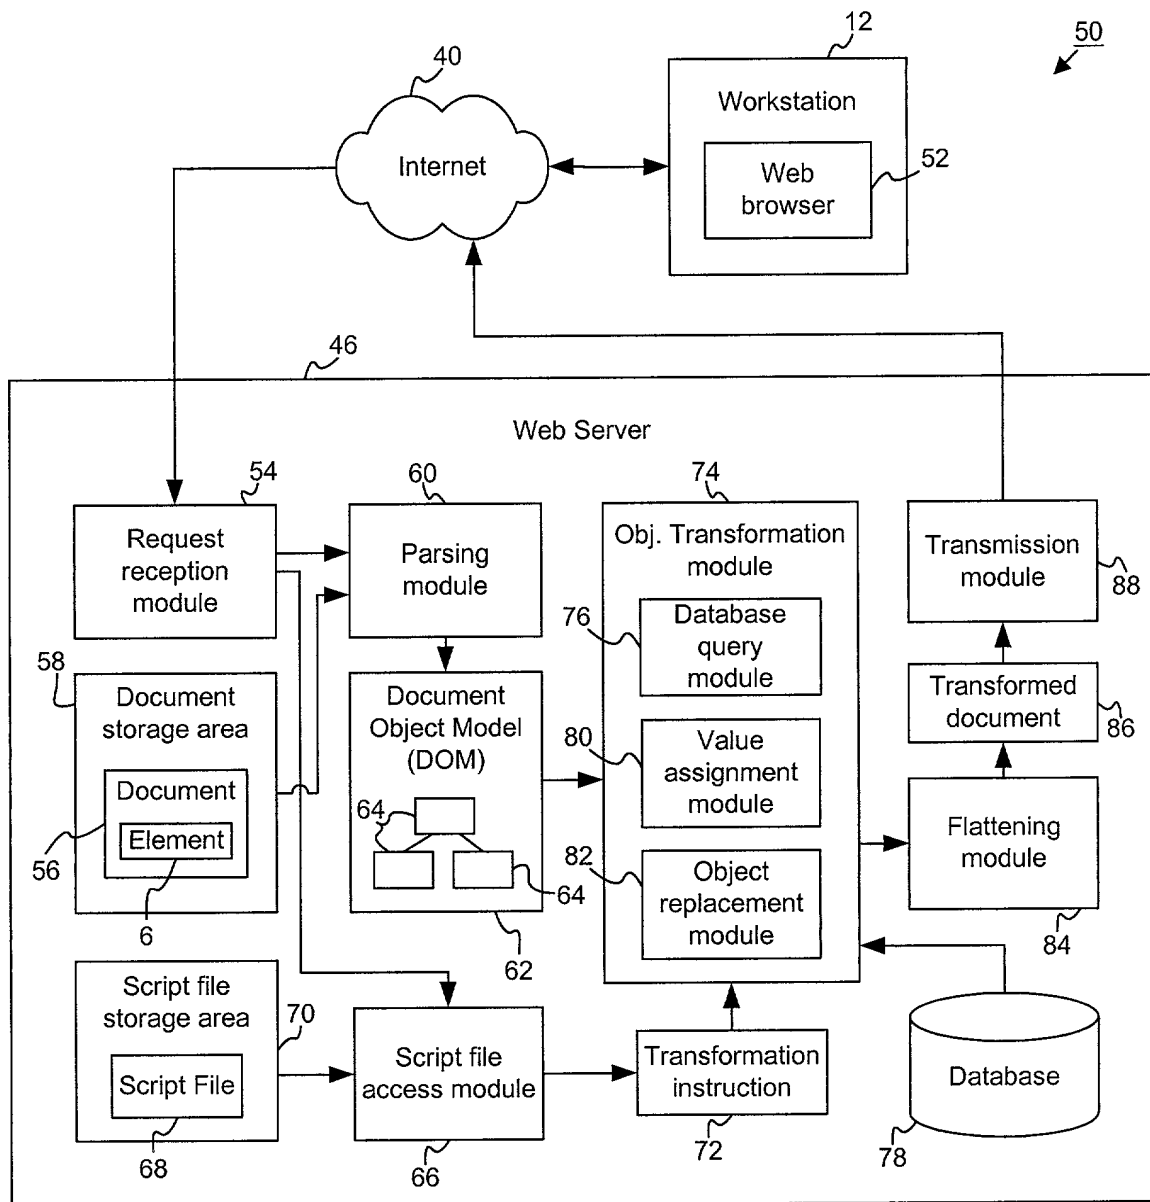 50
12
40
Workstation
Internet
Web
browser
52
46
Web Server
54
60
74
Request
reception
module
Parsing
module
Obj. Transformation
module
Transmission
module
88
76
Database
query
module
58
Document
storage area
Document
Element
56
6
Document
Object Model
(DOM)
64
64
62
80
Value
assignment
module
Transformed
document
86
82
Object
replacement
module
Flattening
module
84
Script file
storage area
70
Script File
68
Script file
access module
66
Transformation
instruction
72
Database
78